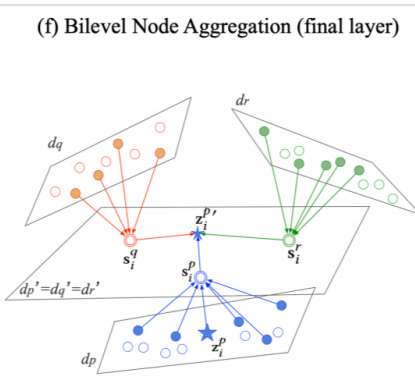 (f) Bilevel Node Aggregation (final layer)
dr
dq
z_i^p'
s_i^q
s_i^r
s_i^p
dp'=dq'=dr'
z_i^p
dp